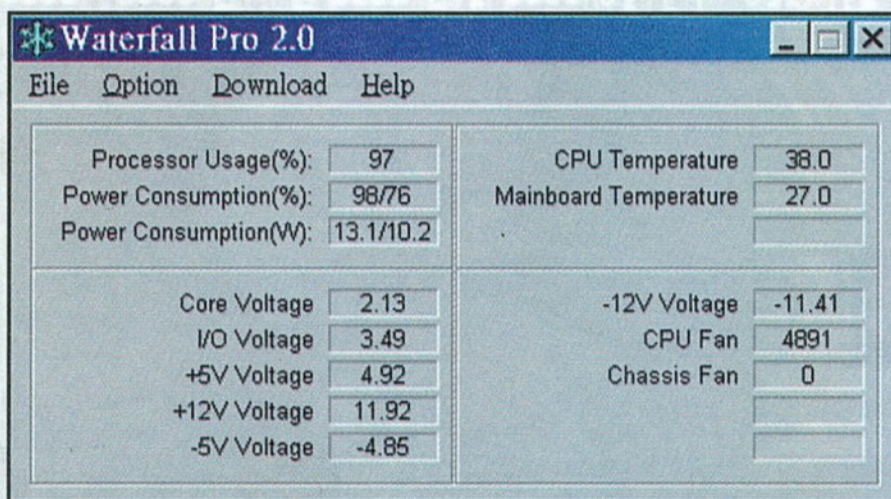 Waterfall Pro 2.0
File Option Download Help
Processor Usage(%): 97
Power Consumption(%): 98/76
Power Consumption(W): 13.1/10.2
CPU Temperature 38.0
Mainboard Temperature 27.0
Core Voltage 2.13
I/O Voltage 3.49
+5V Voltage 4.92
+12V Voltage 11.92
-5V Voltage -4.85
-12V Voltage -11.41
CPU Fan 4891
Chassis Fan 0